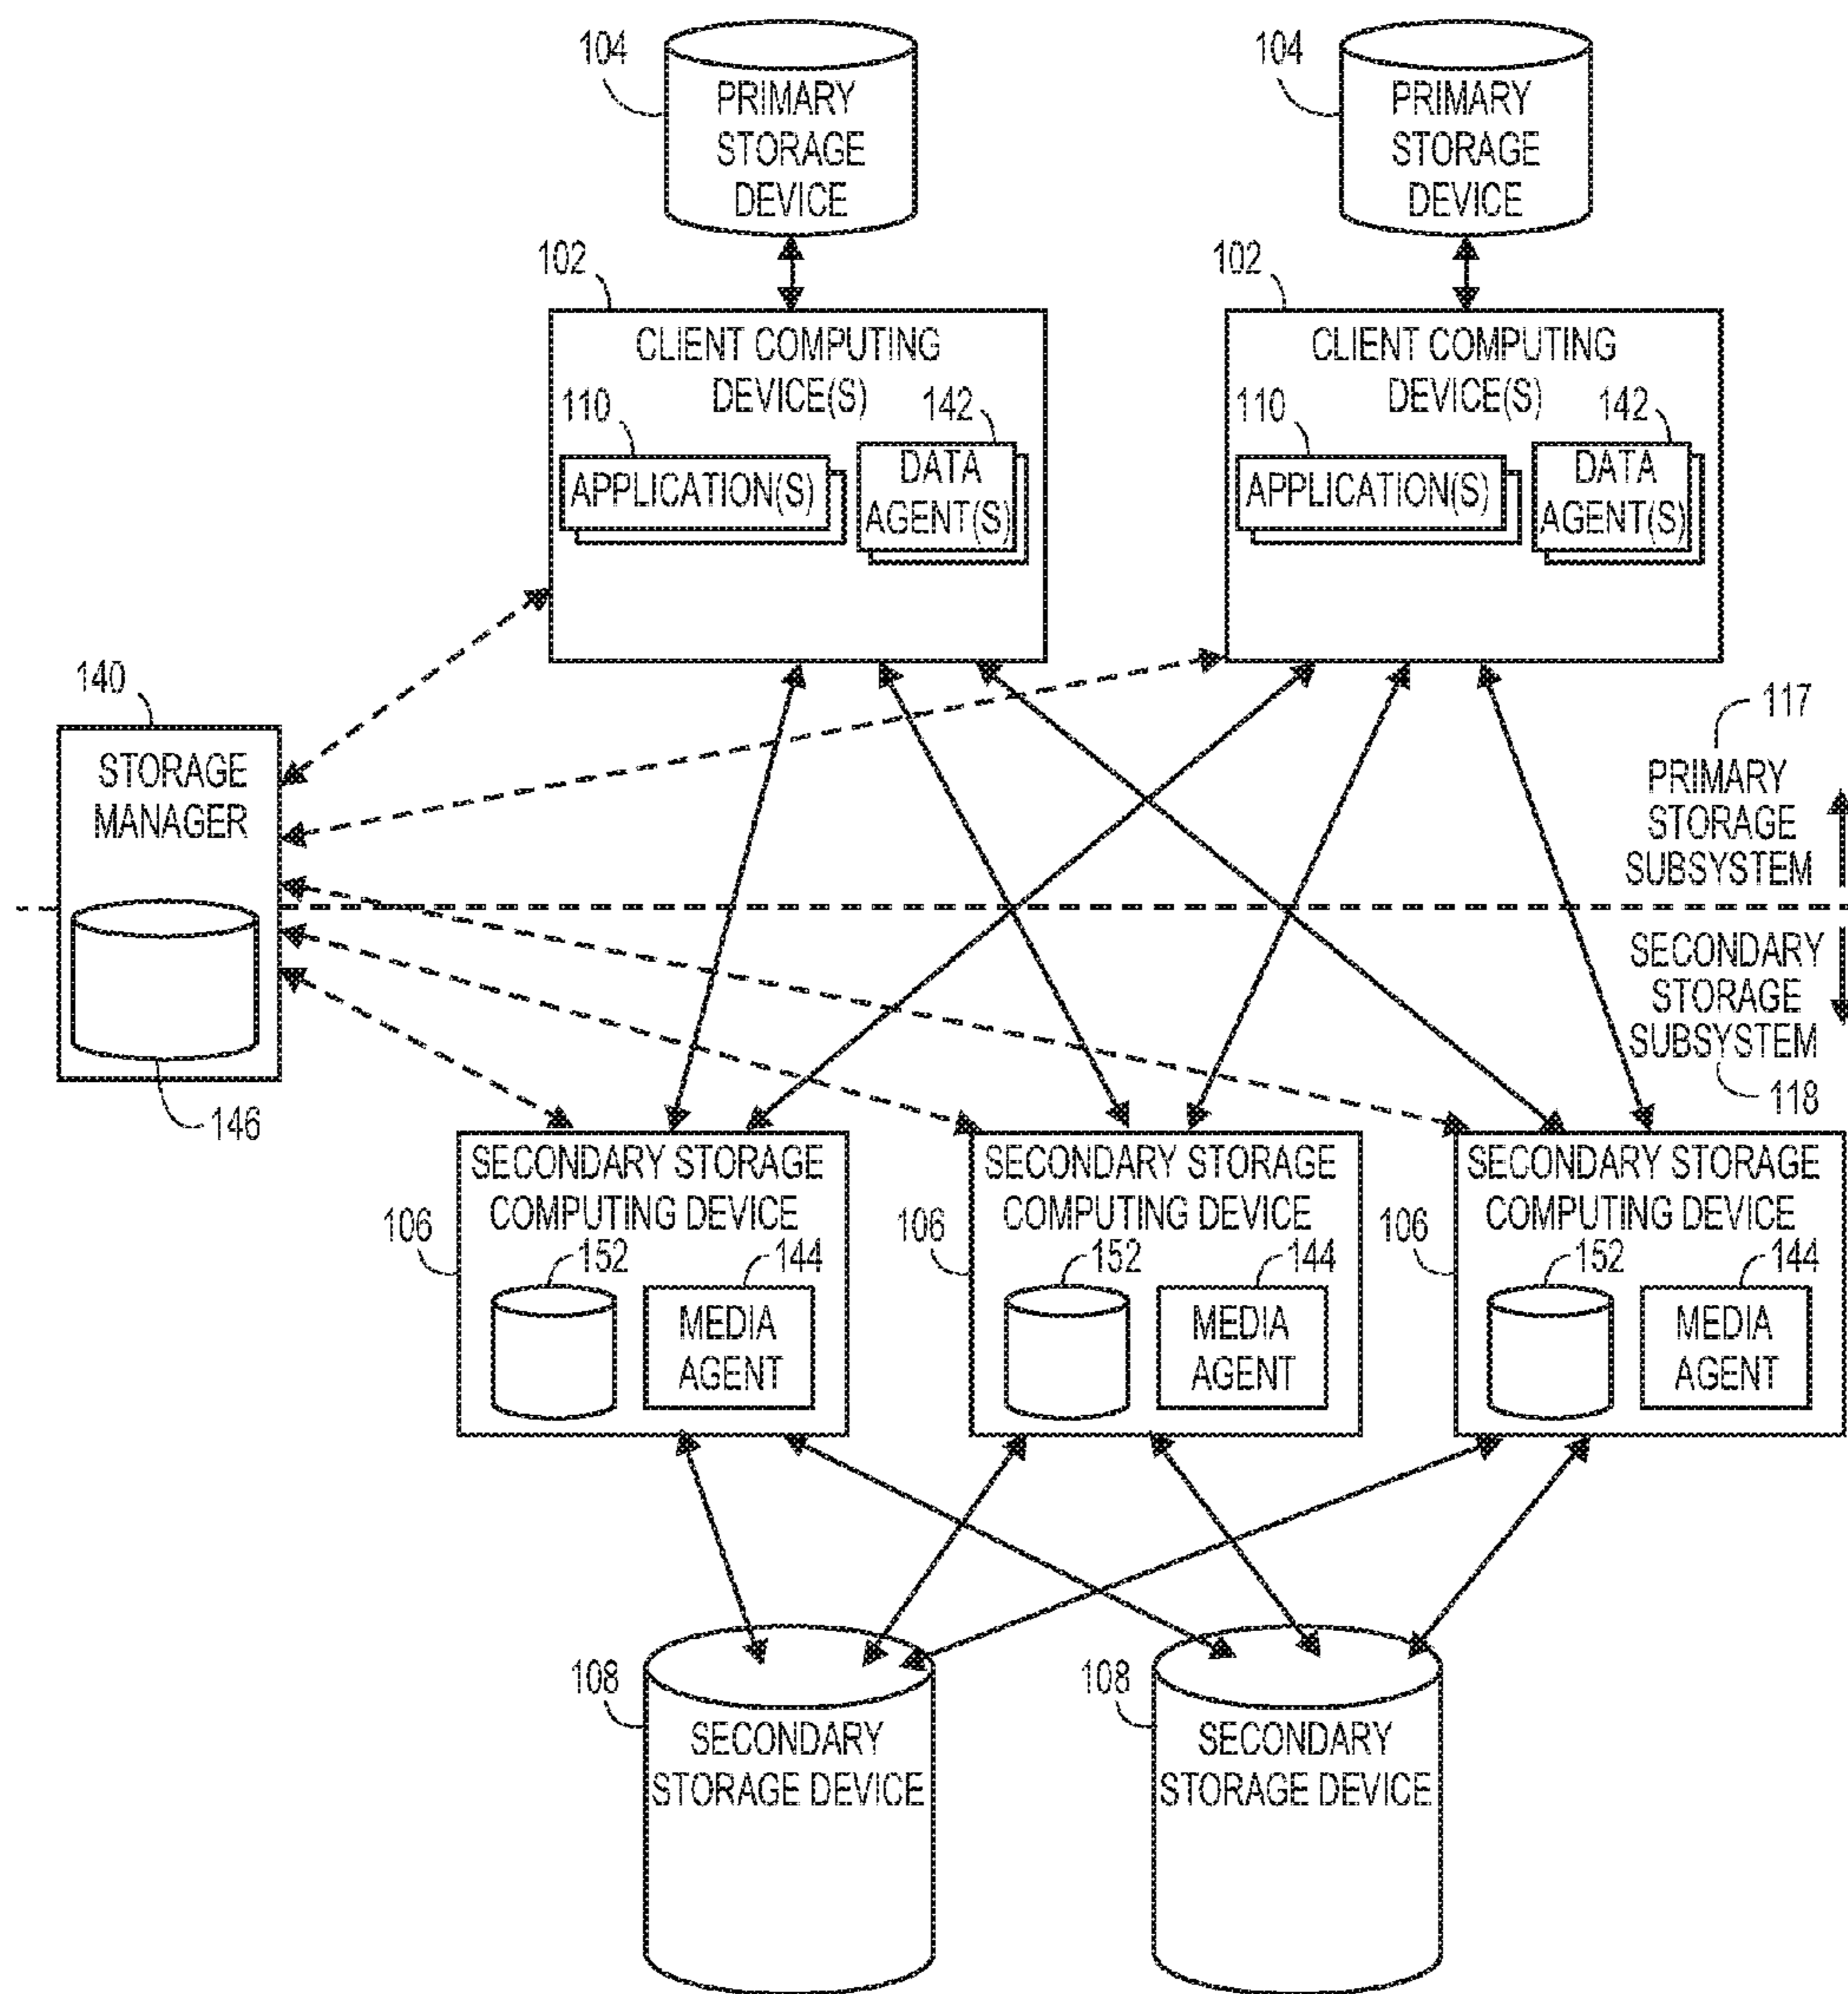 104
PRIMARY
STORAGE
DEVICE
104
PRIMARY
STORAGE
DEVICE
102
CLIENT COMPUTING
DEVICE(S)
110
142
APPLICATION(S)
DATA
AGENT(S)
102
CLIENT COMPUTING
DEVICE(S)
110
142
APPLICATION(S)
DATA
AGENT(S)
140
STORAGE
MANAGER
146
117
PRIMARY
STORAGE
SUBSYSTEM
SECONDARY
STORAGE
SUBSYSTEM
118
106
SECONDARY STORAGE
COMPUTING DEVICE
152
144
MEDIA
AGENT
106
SECONDARY STORAGE
COMPUTING DEVICE
152
144
MEDIA
AGENT
106
SECONDARY STORAGE
COMPUTING DEVICE
152
144
MEDIA
AGENT
108
SECONDARY
STORAGE DEVICE
108
SECONDARY
STORAGE DEVICE